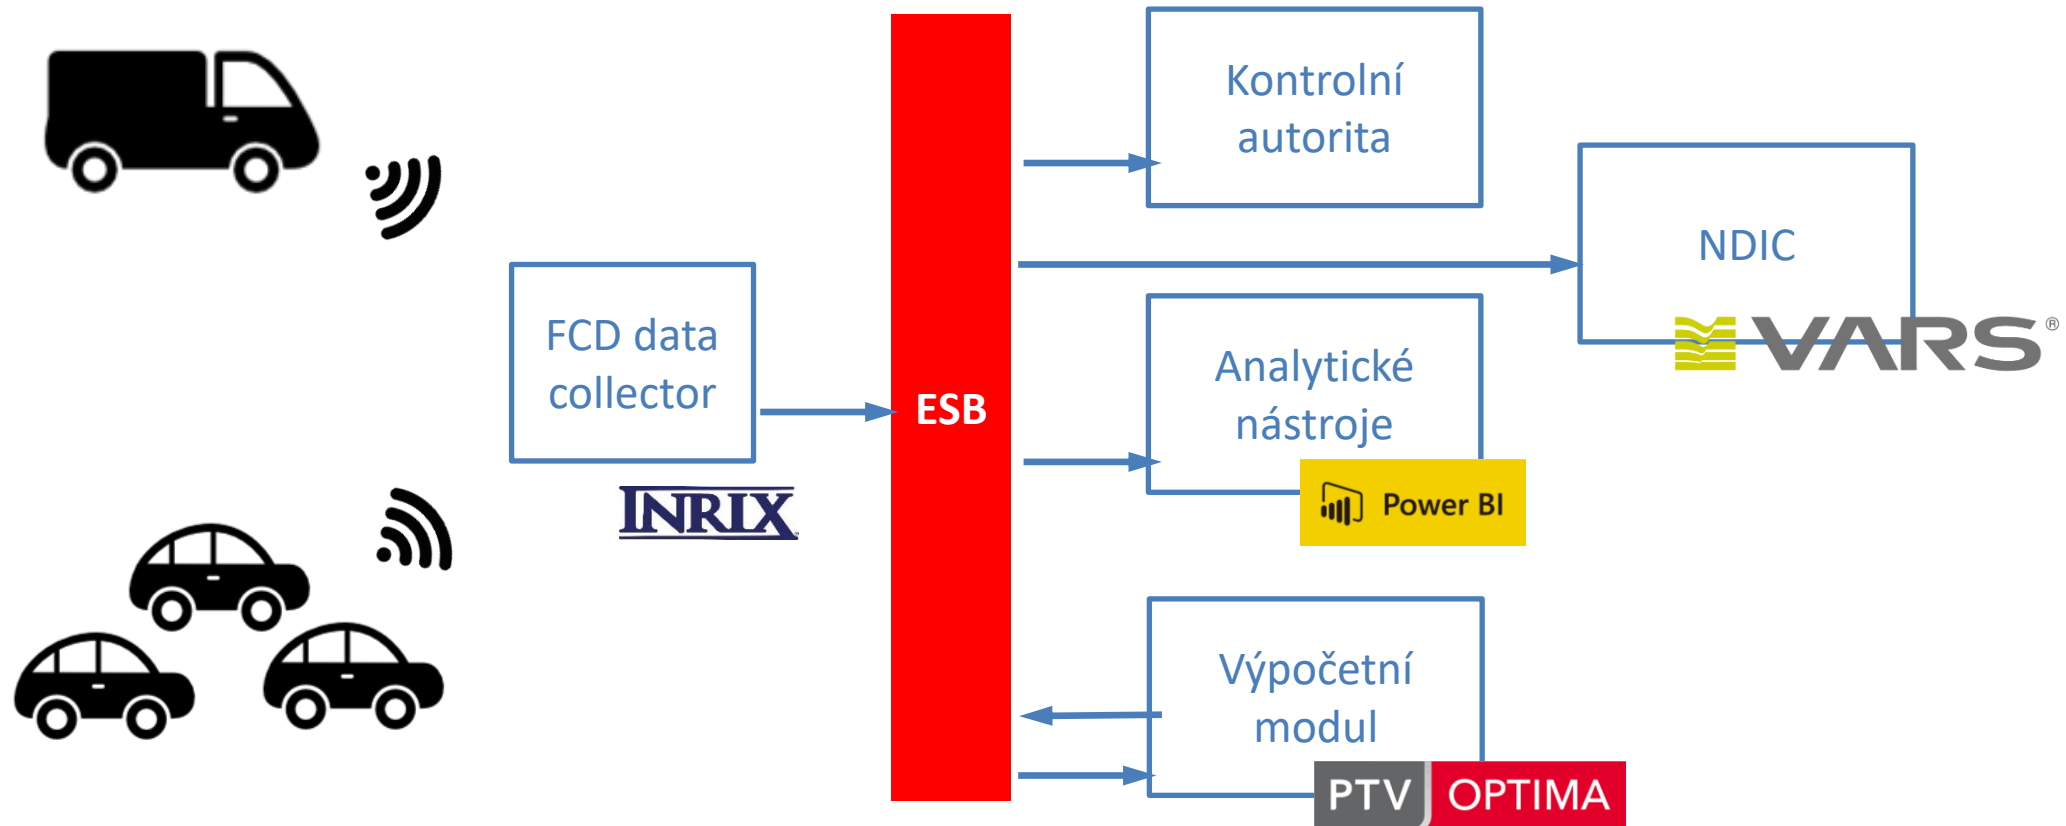 Kontrolní
autorita
NDIC
VARS®
FCD data
collector
INRIX
ESB
Analytické
nástroje
Power BI
Výpočetní
modul
PTV OPTIMA